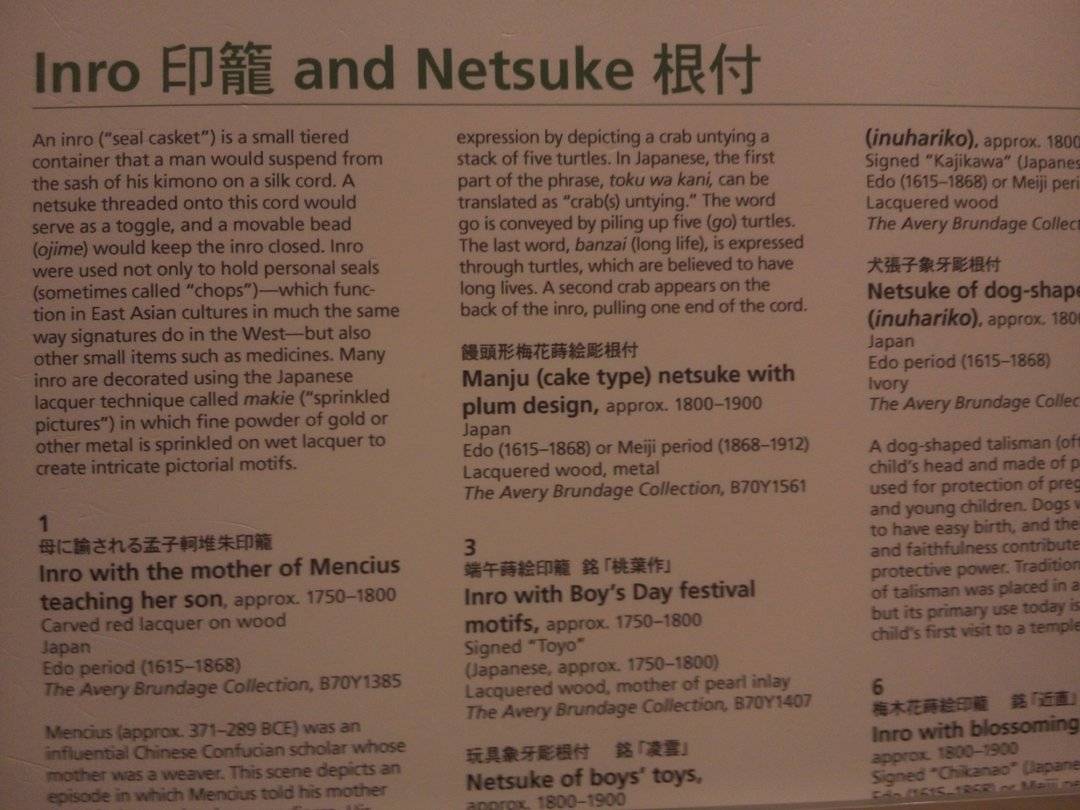 Inro 印籠 and Netsuke 根付
An inro ("seal casket") is a small tiered
container that a man would suspend from
the sash of his kimono on a silk cord. A
netsuke threaded onto this cord would
serve as a toggle, and a movable bead
(ojime) would keep the inro closed. Inro
were used not only to hold personal seals
(sometimes called "chops")—which func-
tion in East Asian cultures in much the same
way signatures do in the West—but also
other small items such as medicines. Many
inro are decorated using the Japanese
lacquer technique called makie ("sprinkled
pictures") in which fine powder of gold or
other metal is sprinkled on wet lacquer to
create intricate pictorial motifs.
1
母に諭される孟子軻堆朱印籠
Inro with the mother of Mencius
teaching her son, approx. 1750–1800
Carved red lacquer on wood
Japan
Edo period (1615–1868)
The Avery Brundage Collection, B70Y1385
Mencius (approx. 371–289 BCE) was an
influential Chinese Confucian scholar whose
mother was a weaver. This scene depicts an
episode in which Mencius told his mother
expression by depicting a crab untying a
stack of five turtles. In Japanese, the first
part of the phrase, toku wa kani, can be
translated as "crab(s) untying." The word
go is conveyed by piling up five (go) turtles.
The last word, banzai (long life), is expressed
through turtles, which are believed to have
long lives. A second crab appears on the
back of the inro, pulling one end of the cord.
饅頭形梅花蒔絵彫根付
Manju (cake type) netsuke with
plum design, approx. 1800–1900
Japan
Edo (1615–1868) or Meiji period (1868–1912)
Lacquered wood, metal
The Avery Brundage Collection, B70Y1561
3
端午蒔絵印籠 銘「桃葉作」
Inro with Boy's Day festival
motifs, approx. 1750–1800
Signed "Toyo"
(Japanese, approx. 1750–1800)
Lacquered wood, mother of pearl inlay
The Avery Brundage Collection, B70Y1407
玩具象牙彫根付 銘「凌雲」
Netsuke of boys' toys,
approx. 1800–1900
(inuhariko), approx. 1800
Signed "Kajikawa" (Japanes
Edo (1615–1868) or Meiji peri
Lacquered wood
The Avery Brundage Collect
犬張子象牙彫根付
Netsuke of dog-shape
(inuhariko), approx. 180
Japan
Edo period (1615–1868)
Ivory
The Avery Brundage Collec
A dog-shaped talisman (oft
child's head and made of p
used for protection of preg
and young children. Dogs
to have easy birth, and the
and faithfulness contribute
protective power. Tradition
of talisman was placed in a
but its primary use today is
child's first visit to a temple
6
梅木花蒔絵印籠 銘「近直」
Inro with blossoming
approx. 1800–1900
Signed "Chikanao" (Japane
Edo (1615–1868) or Meiji pe